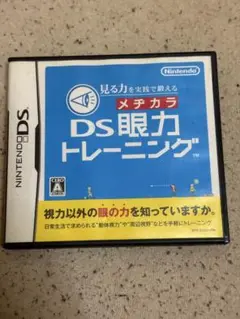 Nintendo
見る力を実践で鍛える
メヂカラ
DS眼力
トレーニング™
NINTENDO DS
A
視力以外の眼の力を知っていますか。
日常生活で求められる"動体視力"や"周辺視野"などを手軽にトレーニング